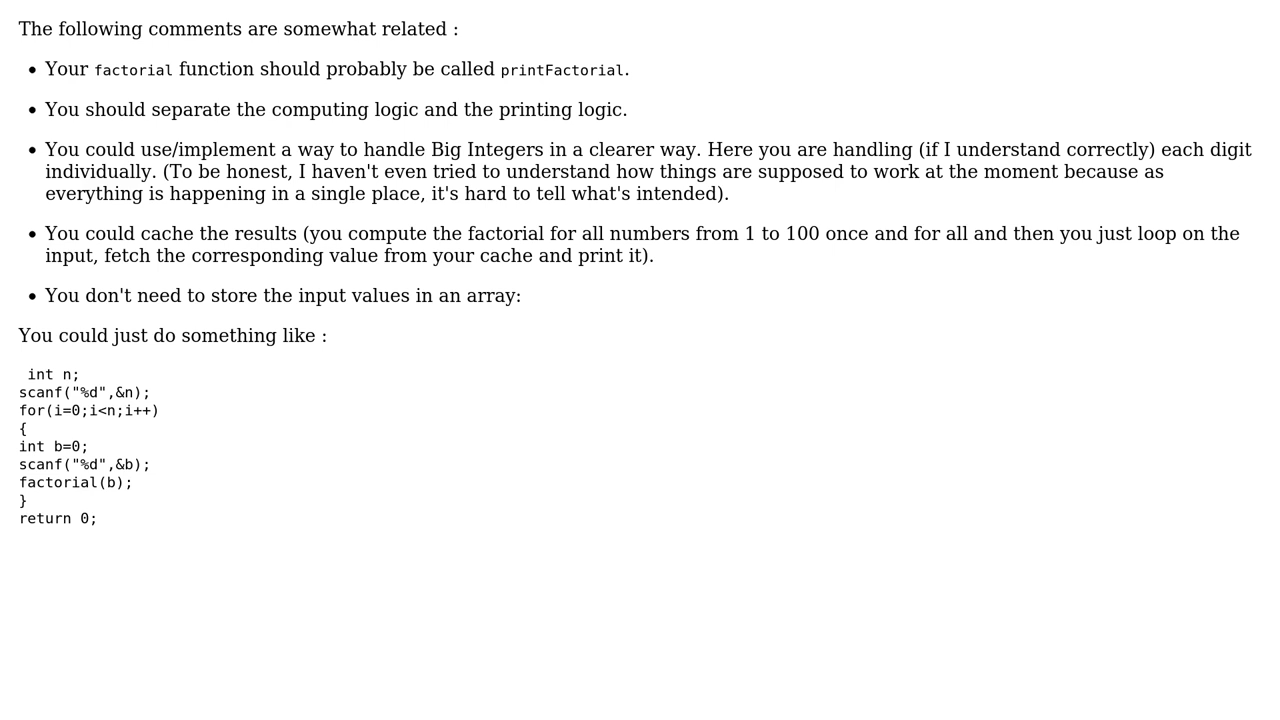 The following comments are somewhat related :
• Your factorial function should probably be called printFactorial.
• You should separate the computing logic and the printing logic.
• You could use/implement a way to handle Big Integers in a clearer way. Here you are handling (if I understand correctly) each digit
individually. (To be honest, I haven't even tried to understand how things are supposed to work at the moment because as
everything is happening in a single place, it's hard to tell what's intended).
• You could cache the results (you compute the factorial for all numbers from 1 to 100 once and for all and then you just loop on the
input, fetch the corresponding value from your cache and print it).
• You don't need to store the input values in an array:
You could just do something like :
 int n;
scanf("%d",&n);
for(i=0;i<n;i++)
{
int b=0;
scanf("%d",&b);
factorial(b);
}
return 0;